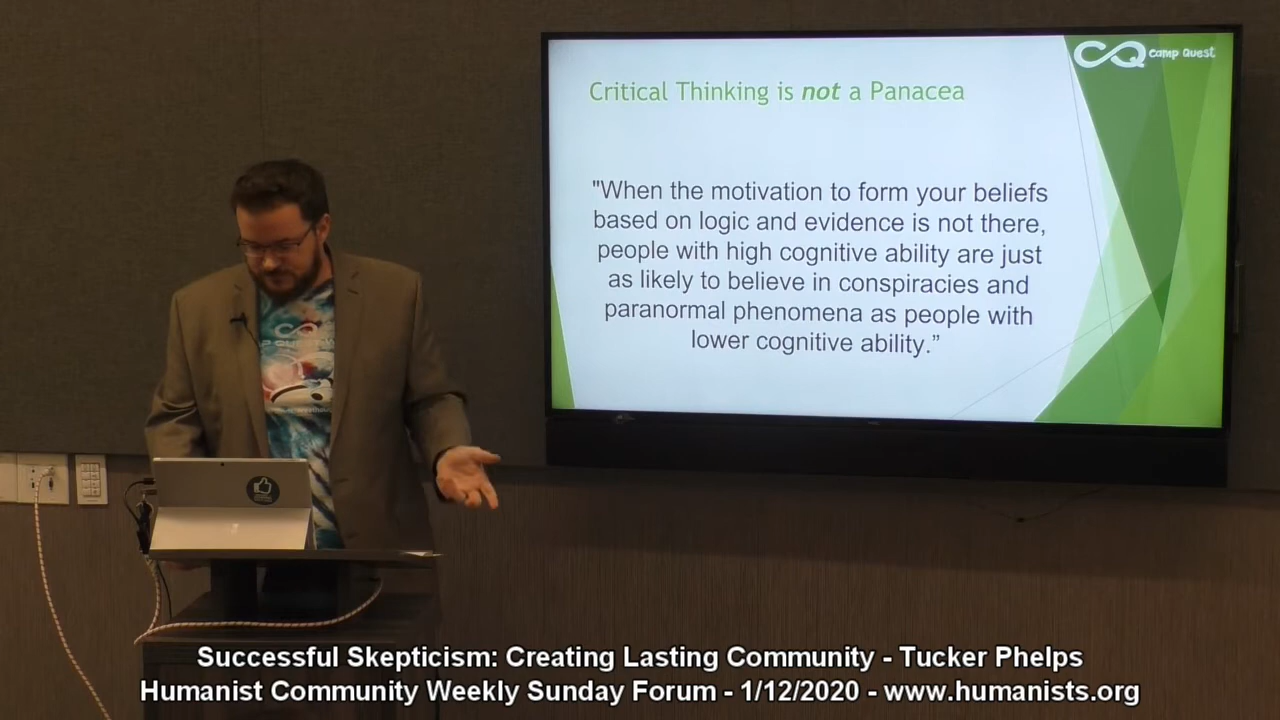 CQ camp quest
Critical Thinking is not a Panacea
"When the motivation to form your beliefs
based on logic and evidence is not there,
people with high cognitive ability are just
as likely to believe in conspiracies and
paranormal phenomena as people with
lower cognitive ability.”
Successful Skepticism: Creating Lasting Community - Tucker Phelps
Humanist Community Weekly Sunday Forum - 1/12/2020 - www.humanists.org